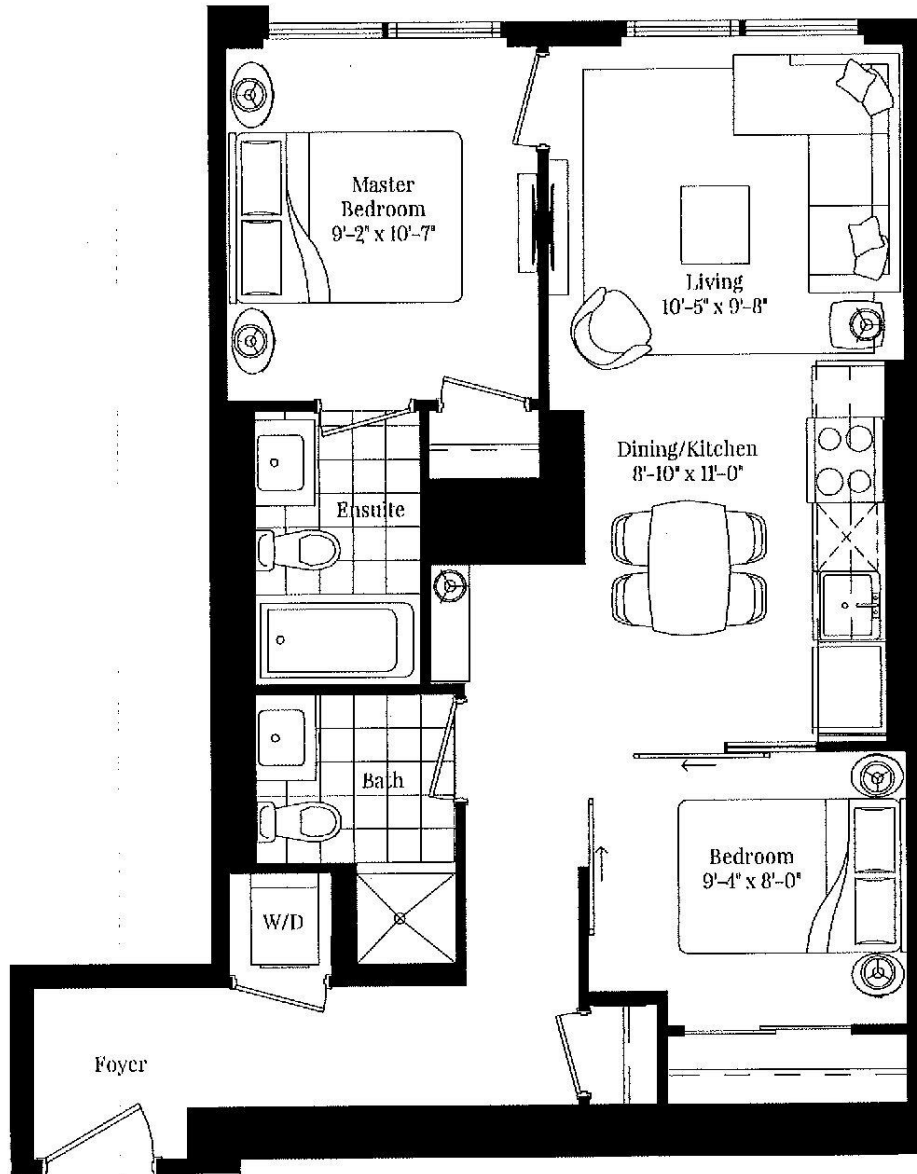 Master
Bedroom
9'-2" x 10'-7"
Living
10'-5" x 9'-8"
Dining/Kitchen
8'-10" x 11'-0"
Ensuite
Bath
Bedroom
9'-4" x 8'-0"
W/D
Foyer